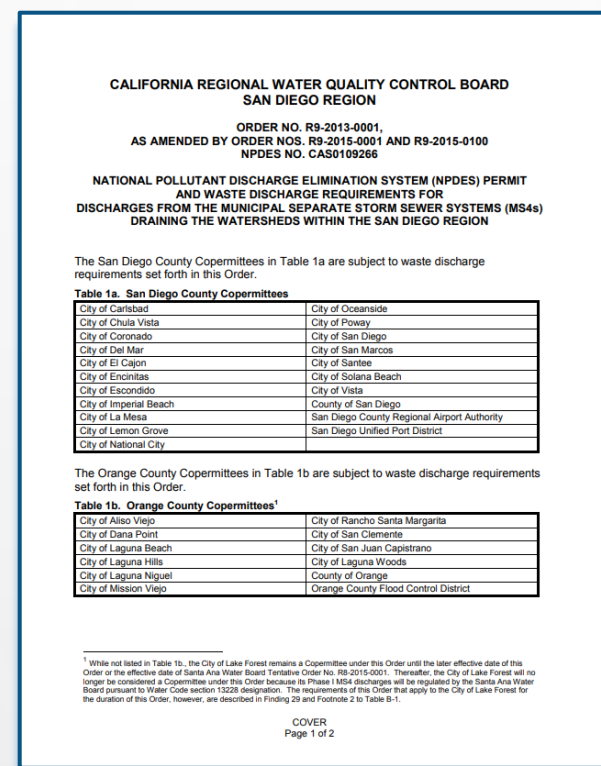 CALIFORNIA REGIONAL WATER QUALITY CONTROL BOARD
SAN DIEGO REGION
ORDER NO. R9-2013-0001,
AS AMENDED BY ORDER NOS. R9-2015-0001 AND R9-2015-0100
NPDES NO. CAS0109266
NATIONAL POLLUTANT DISCHARGE ELIMINATION SYSTEM (NPDES) PERMIT
AND WASTE DISCHARGE REQUIREMENTS FOR
DISCHARGES FROM THE MUNICIPAL SEPARATE STORM SEWER SYSTEMS (MS4s)
DRAINING THE WATERSHEDS WITHIN THE SAN DIEGO REGION
The San Diego County Copermittees in Table 1a are subject to waste discharge
requirements set forth in this Order.
Table 1a. San Diego County Copermittees
City of Carlsbad City of Oceanside
City of Chula Vista City of Poway
City of Coronado City of San Diego
City of Del Mar City of San Marcos
City of El Cajon City of Santee
City of Encinitas City of Solana Beach
City of Escondido City of Vista
City of Imperial Beach County of San Diego
City of La Mesa San Diego County Regional Airport Authority
City of Lemon Grove San Diego Unified Port District
City of National City
The Orange County Copermittees in Table 1b are subject to waste discharge requirements
set forth in this Order.
Table 1b. Orange County Copermittees¹
City of Aliso Viejo City of Rancho Santa Margarita
City of Dana Point City of San Clemente
City of Laguna Beach City of San Juan Capistrano
City of Laguna Hills City of Laguna Woods
City of Laguna Niguel County of Orange
City of Mission Viejo Orange County Flood Control District
¹ While not listed in Table 1b., the City of Lake Forest remains a Copermittee under this Order until the later effective date of this
Order or the effective date of Santa Ana Water Board Tentative Order No. R8-2015-0001. Thereafter, the City of Lake Forest will no
longer be considered a Copermittee under this Order because its Phase I MS4 discharges will be regulated by the Santa Ana Water
Board pursuant to Water Code section 13228 designation. The requirements of this Order that apply to the City of Lake Forest for
the duration of this Order, however, are described in Finding 29 and Footnote 2 to Table B-1.
COVER
Page 1 of 2